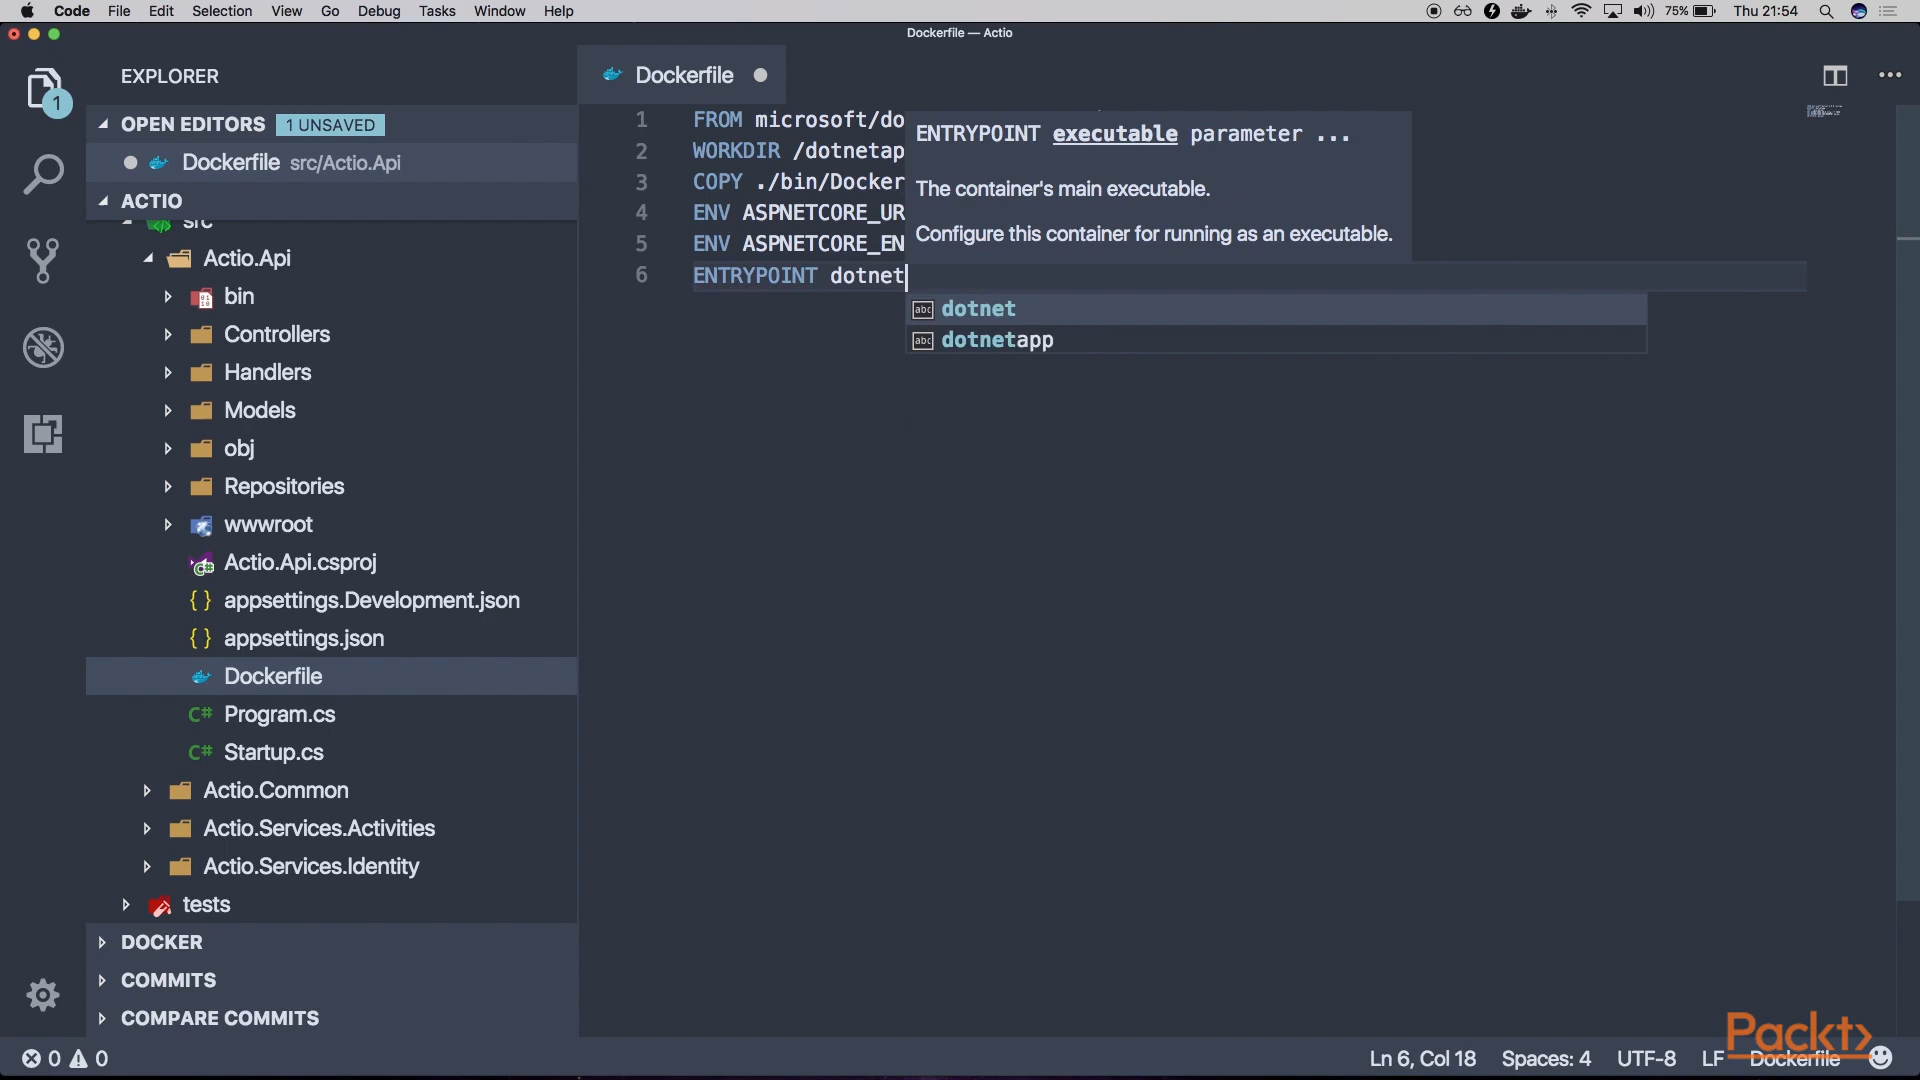 Code File Edit Selection View Go Debug Tasks Window Help 75% Thu 21:54
Dockerfile — Actio
EXPLORER
1
OPEN EDITORS 1 UNSAVED
Dockerfile src/Actio.Api
ACTIO
src
Actio.Api
bin
Controllers
Handlers
Models
obj
Repositories
wwwroot
Actio.Api.csproj
{ } appsettings.Development.json
{ } appsettings.json
Dockerfile
C# Program.cs
C# Startup.cs
Actio.Common
Actio.Services.Activities
Actio.Services.Identity
tests
DOCKER
COMMITS
COMPARE COMMITS
Dockerfile
1 FROM microsoft/do
2 WORKDIR /dotnetap
3 COPY ./bin/Docker
4 ENV ASPNETCORE_UR
5 ENV ASPNETCORE_EN
6 ENTRYPOINT dotnet
ENTRYPOINT executable parameter ...
The container's main executable.
Configure this container for running as an executable.
abc dotnet
abc dotnetapp
Packt>
0 0 Ln 6, Col 18 Spaces: 4 UTF-8 LF Dockerfile